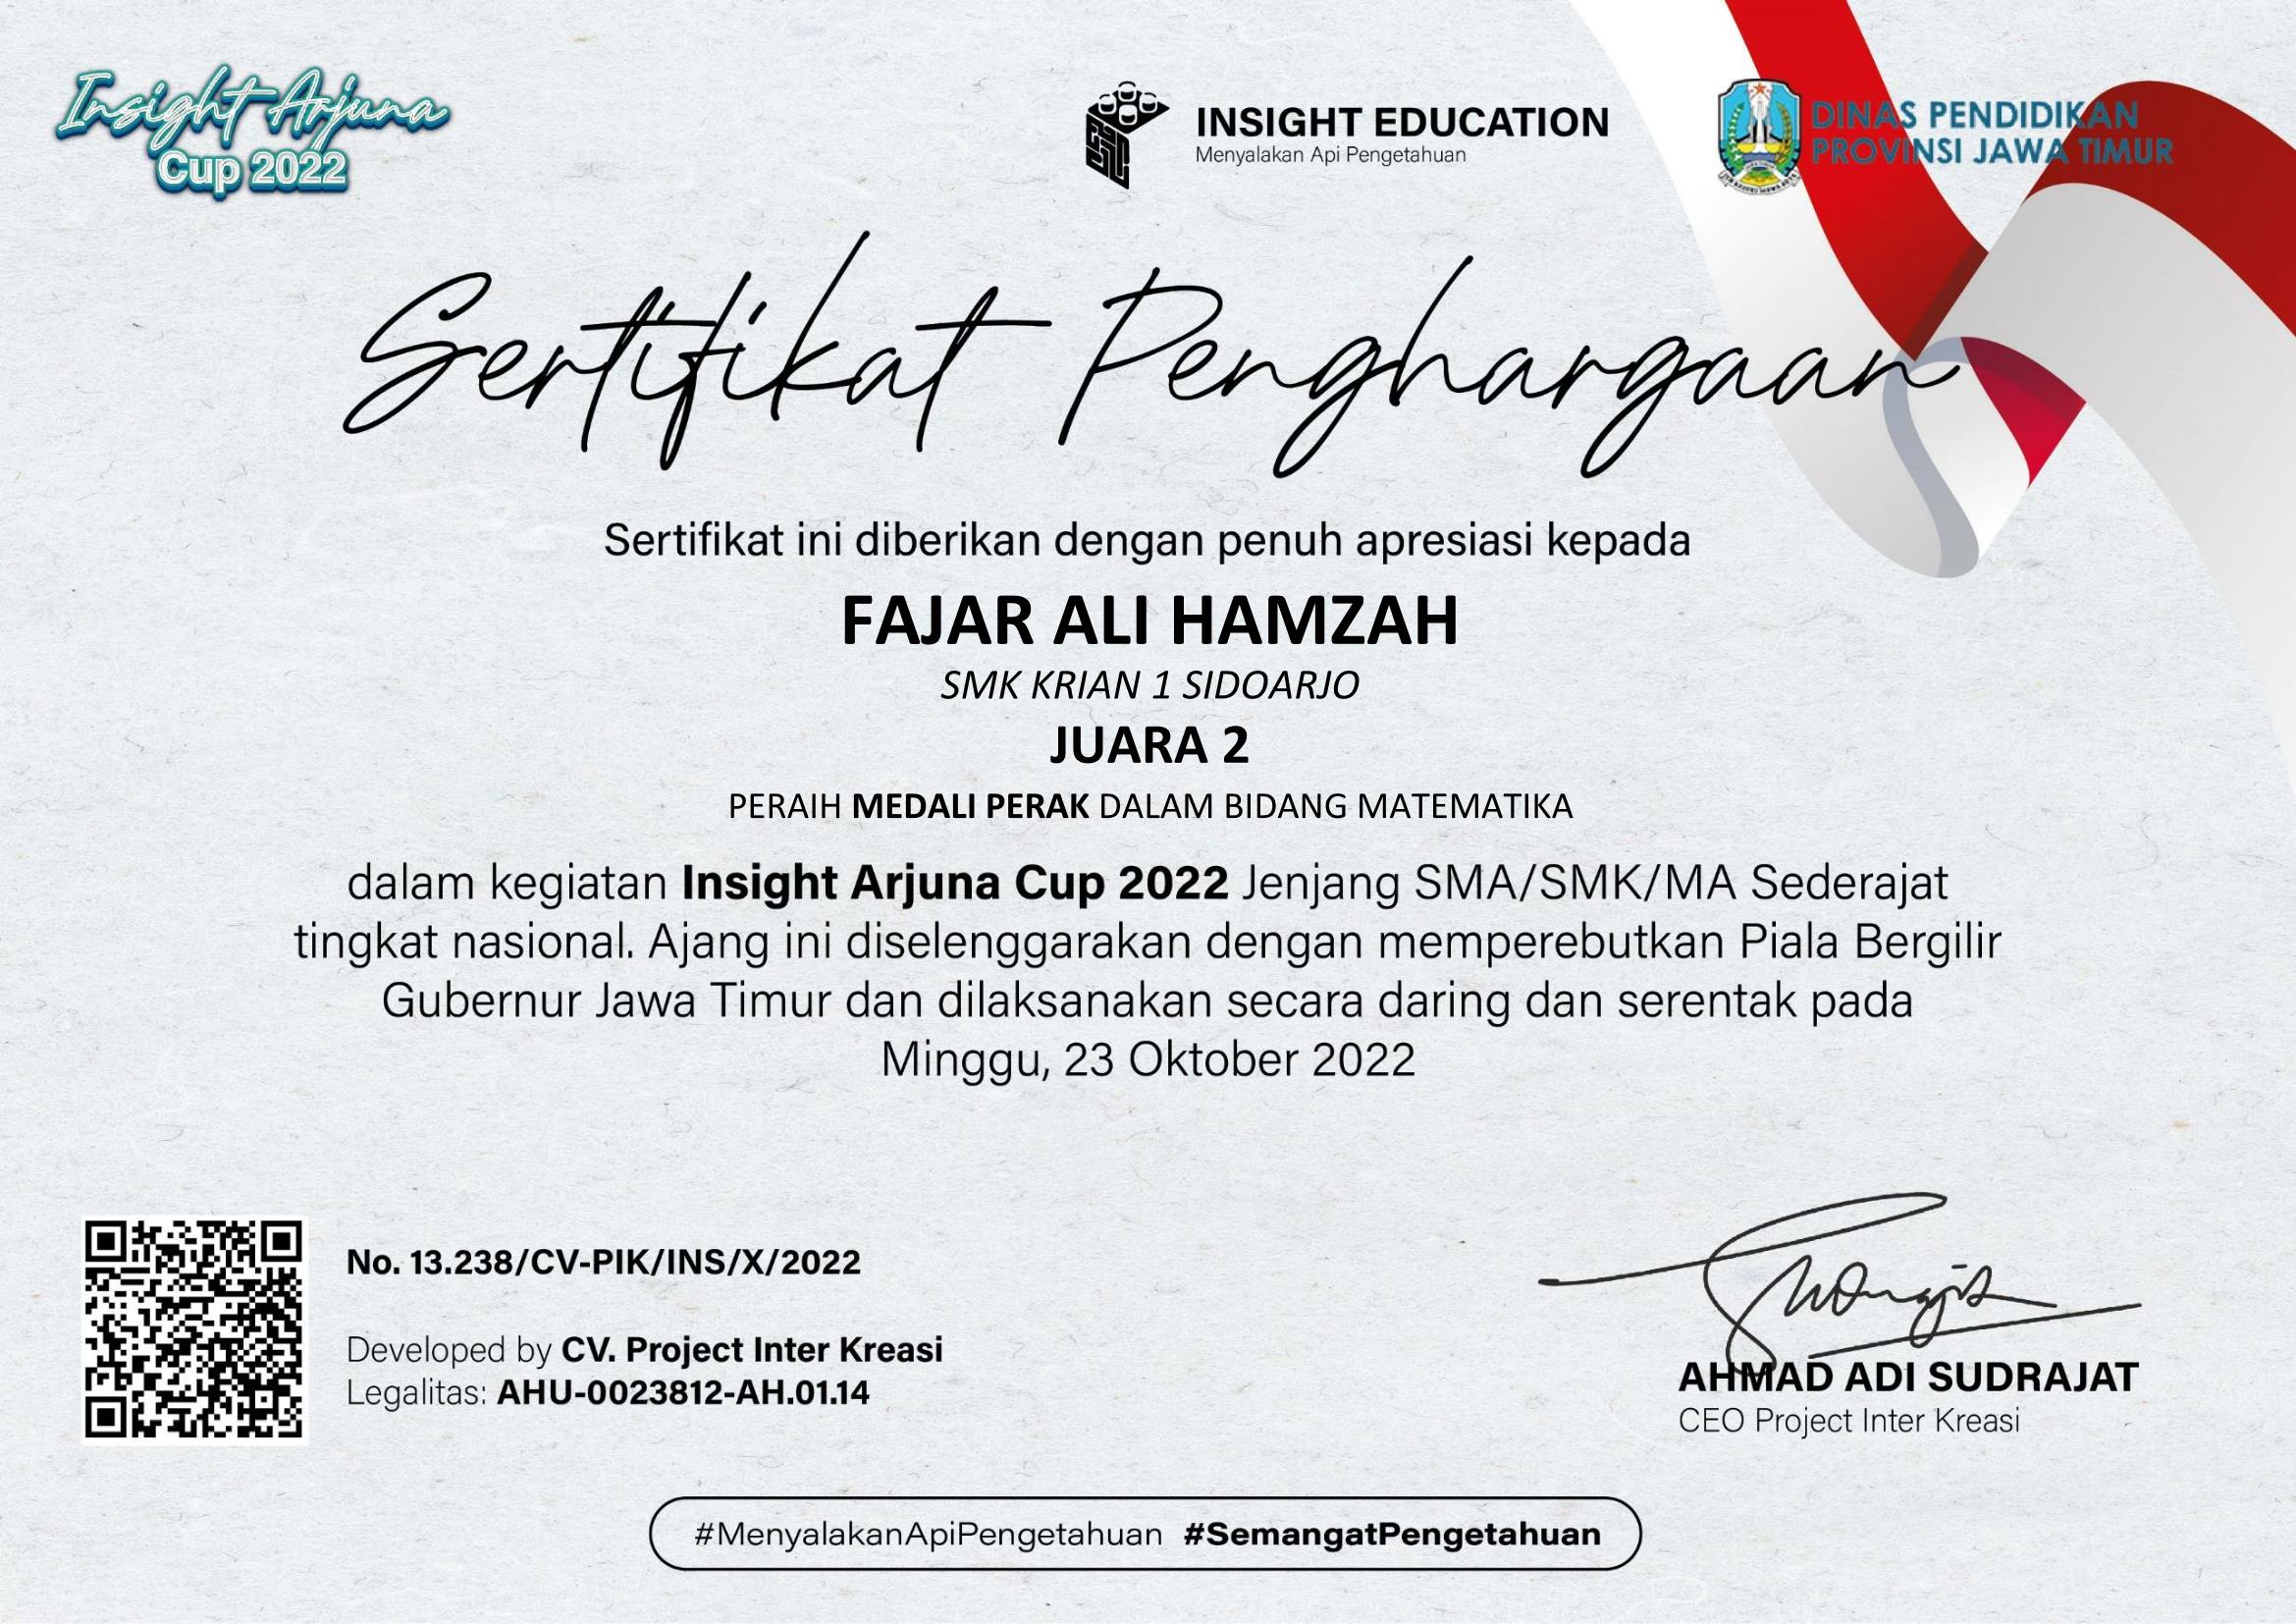 Insight Arjuna
Cup 2022
INSIGHT EDUCATION
Menyalakan Api Pengetahuan
DINAS PENDIDIKAN
PROVINSI JAWA TIMUR
Sertifikat Penghargaan
Sertifikat ini diberikan dengan penuh apresiasi kepada
FAJAR ALI HAMZAH
SMK KRIAN 1 SIDOARJO
JUARA 2
PERAIH MEDALI PERAK DALAM BIDANG MATEMATIKA
dalam kegiatan Insight Arjuna Cup 2022 Jenjang SMA/SMK/MA Sederajat
tingkat nasional. Ajang ini diselenggarakan dengan memperebutkan Piala Bergilir
Gubernur Jawa Timur dan dilaksanakan secara daring dan serentak pada
Minggu, 23 Oktober 2022
No. 13.238/CV-PIK/INS/X/2022
Developed by CV. Project Inter Kreasi
Legalitas: AHU-0023812-AH.01.14
AHMAD ADI SUDRAJAT
CEO Project Inter Kreasi
#MenyalakanApiPengetahuan #SemangatPengetahuan